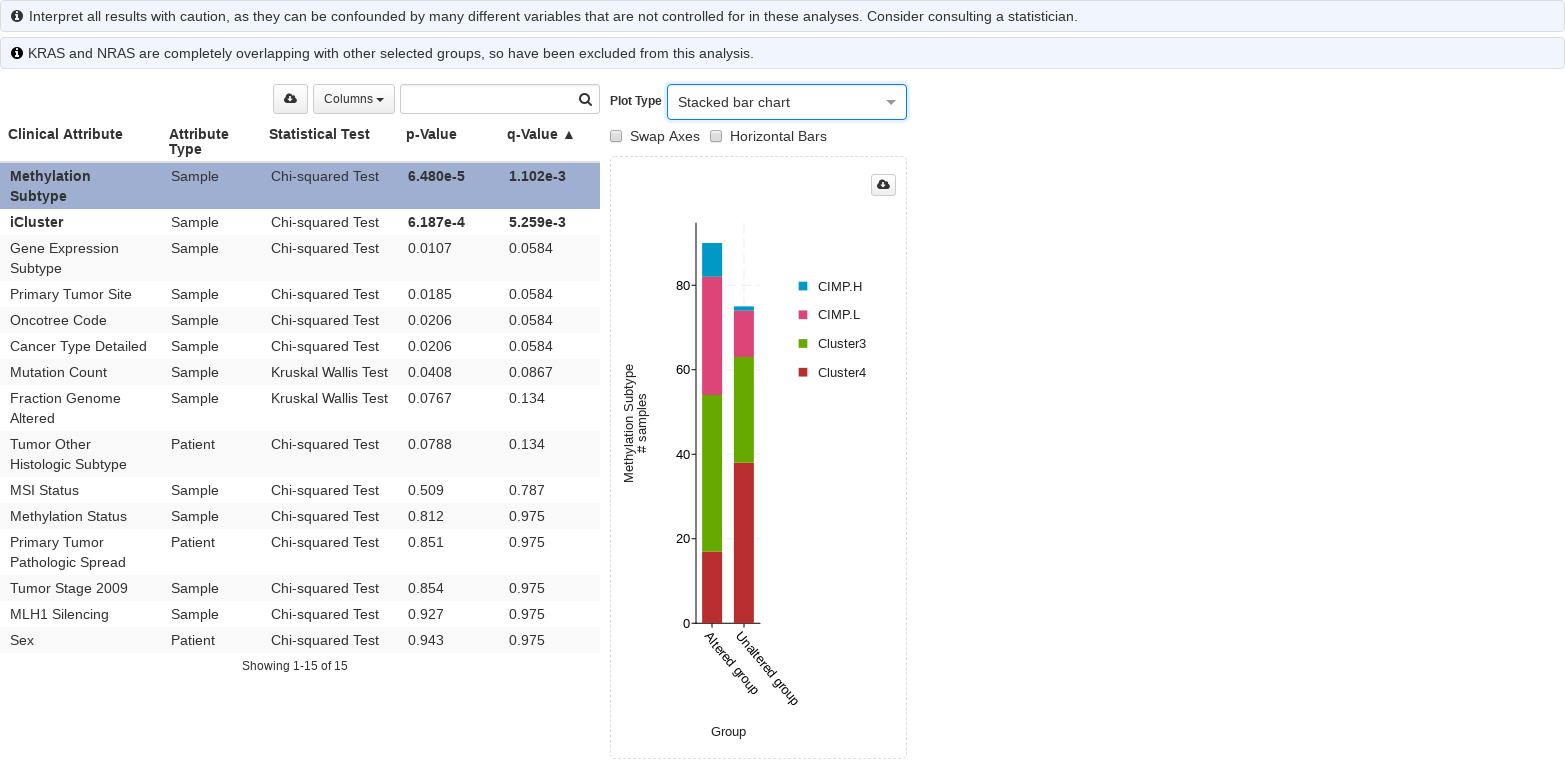 Interpret all results with caution, as they can be confounded by many different variables that are not controlled for in these analyses. Consider consulting a statistician.
KRAS and NRAS are completely overlapping with other selected groups, so have been excluded from this analysis.
Columns
Clinical Attribute Attribute Type Statistical Test p-Value q-Value ▲
Methylation Subtype Sample Chi-squared Test 6.480e-5 1.102e-3
iCluster Sample Chi-squared Test 6.187e-4 5.259e-3
Gene Expression Subtype Sample Chi-squared Test 0.0107 0.0584
Primary Tumor Site Sample Chi-squared Test 0.0185 0.0584
Oncotree Code Sample Chi-squared Test 0.0206 0.0584
Cancer Type Detailed Sample Chi-squared Test 0.0206 0.0584
Mutation Count Sample Kruskal Wallis Test 0.0408 0.0867
Fraction Genome Altered Sample Kruskal Wallis Test 0.0767 0.134
Tumor Other Histologic Subtype Patient Chi-squared Test 0.0788 0.134
MSI Status Sample Chi-squared Test 0.509 0.787
Methylation Status Sample Chi-squared Test 0.812 0.975
Primary Tumor Pathologic Spread Patient Chi-squared Test 0.851 0.975
Tumor Stage 2009 Sample Chi-squared Test 0.854 0.975
MLH1 Silencing Sample Chi-squared Test 0.927 0.975
Sex Patient Chi-squared Test 0.943 0.975
Showing 1-15 of 15
Plot Type Stacked bar chart
Swap Axes Horizontal Bars
Methylation Subtype
# samples
80
60
40
20
0
CIMP.H
CIMP.L
Cluster3
Cluster4
Altered group
Unaltered group
Group